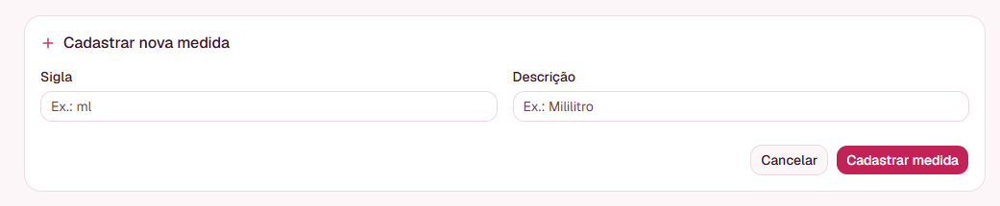 + Cadastrar nova medida
Sigla
Descrição
Ex.: ml
Ex.: Mililitro
Cancelar
Cadastrar medida